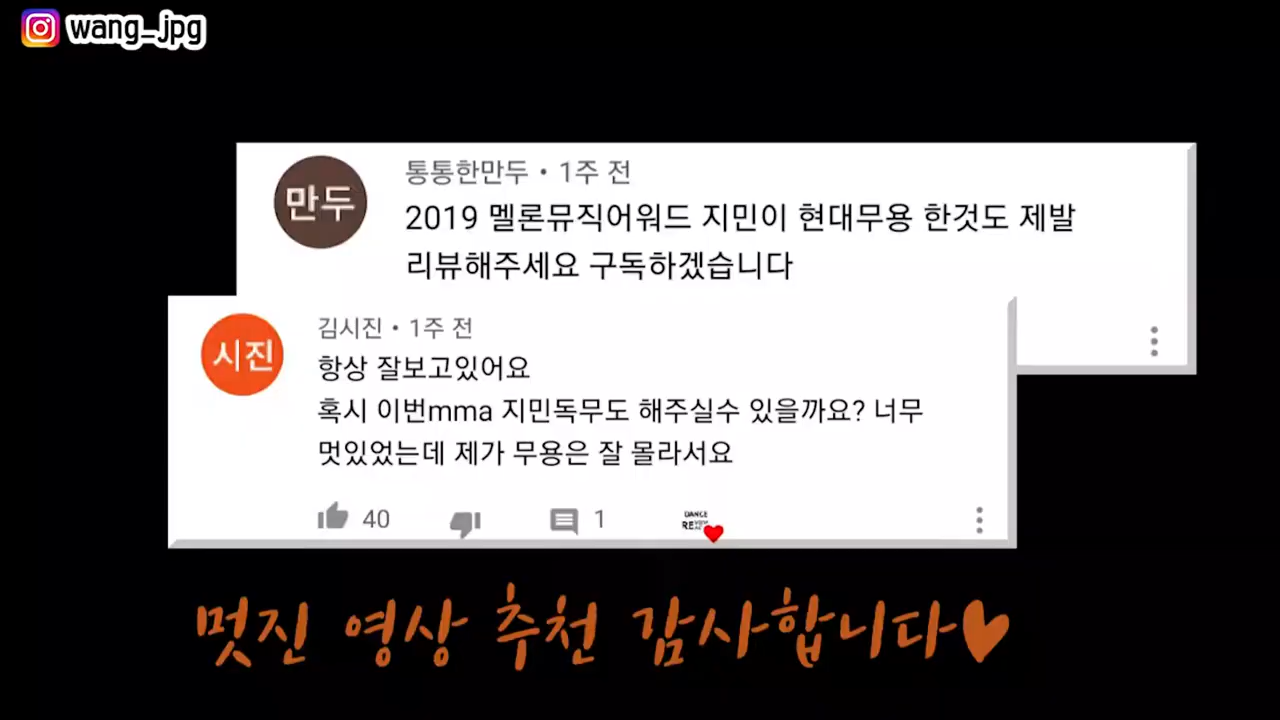 wang_jpg
만두
통통한만두 • 1주 전
2019 멜론뮤직어워드 지민이 현대무용 한것도 제발
리뷰해주세요 구독하겠습니다
시진
김시진 • 1주 전
항상 잘보고있어요
혹시 이번mma 지민독무도 해주실수 있을까요? 너무
멋있었는데 제가 무용은 잘 몰라서요
40
1
DANCE
REVIEW
멋진 영상 추천 감사합니다